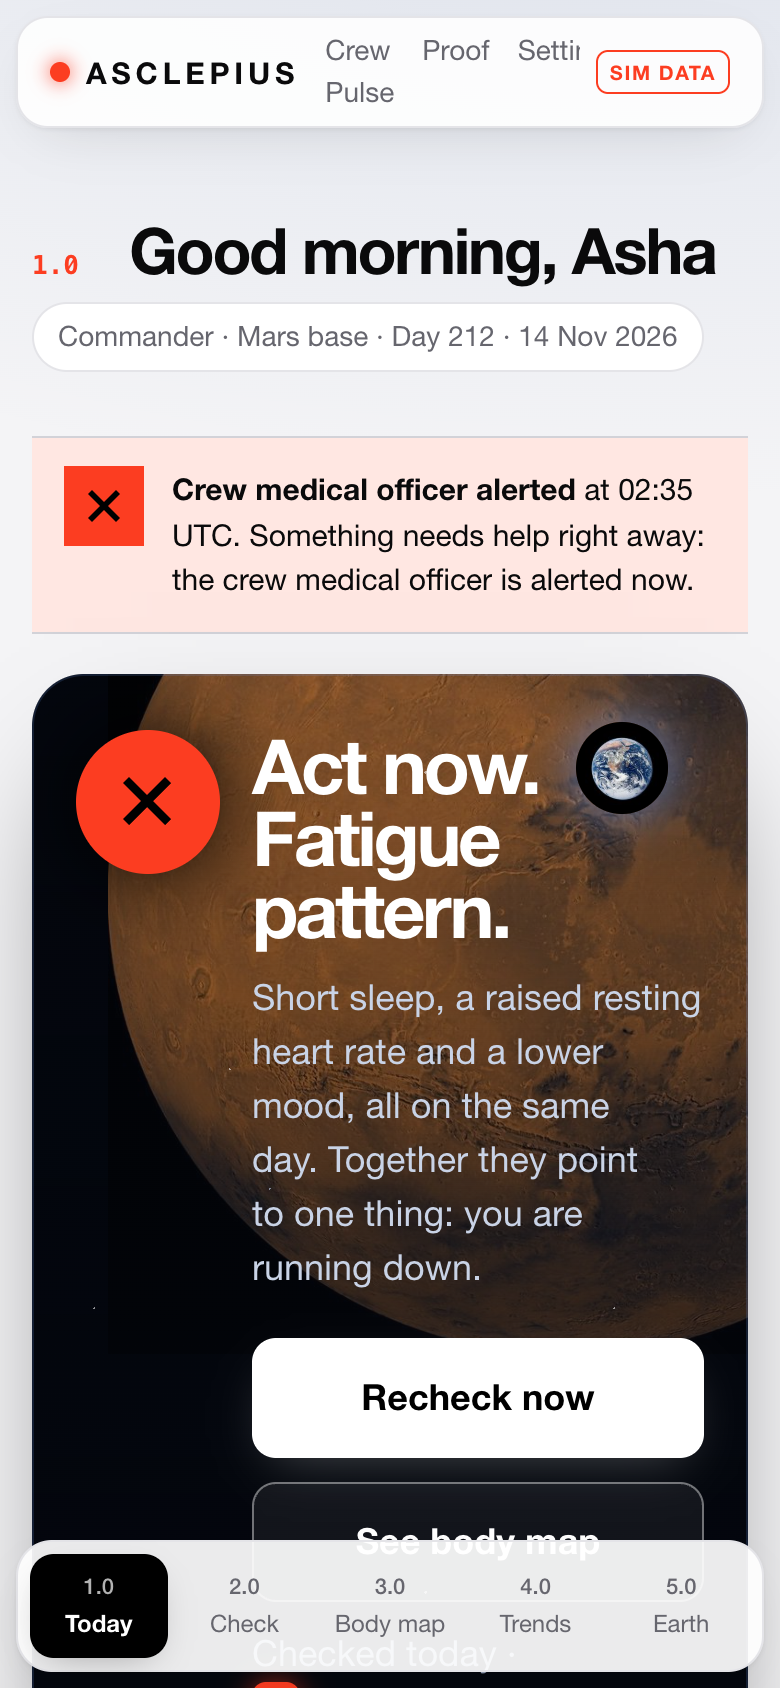 ASCLEPIUS
Crew Pulse
Proof
Settin
SIM DATA
1.0 Good morning, Asha
Commander · Mars base · Day 212 · 14 Nov 2026
Crew medical officer alerted at 02:35
UTC. Something needs help right away:
the crew medical officer is alerted now.
Act now.
Fatigue
pattern.
Short sleep, a raised resting
heart rate and a lower
mood, all on the same
day. Together they point
to one thing: you are
running down.
Recheck now
See body map
1.0 Today
2.0 Check
3.0 Body map
4.0 Trends
5.0 Earth
Checked today ·